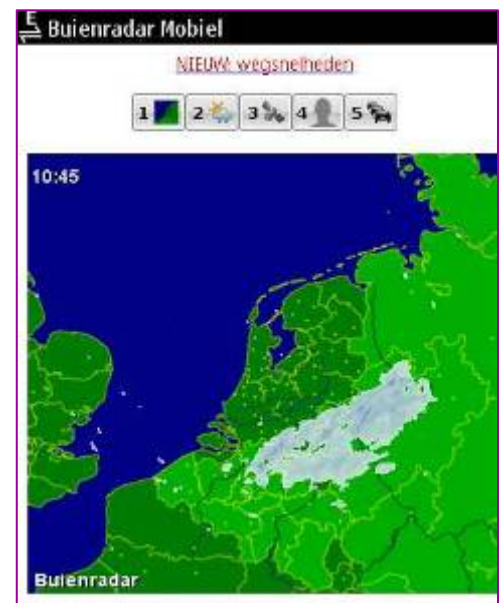 E
Buienradar Mobiel
NIEUW: wegsnelheden
1 2 3 4 5
10:45
Buienradar